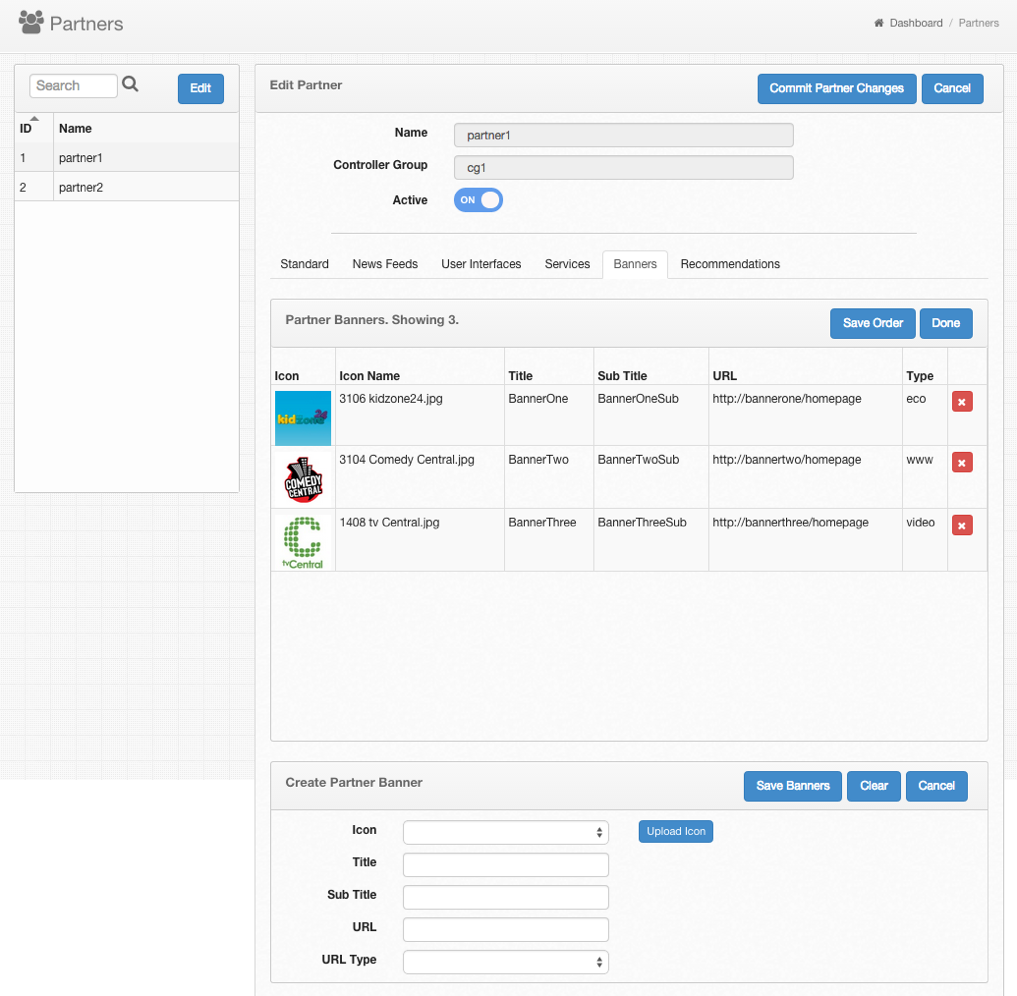 Partners
Dashboard / Partners
Search
Edit
ID Name
1 partner1
2 partner2
Edit Partner
Commit Partner Changes
Cancel
Name partner1
Controller Group cg1
Active ON
Standard News Feeds User Interfaces Services Banners Recommendations
Partner Banners. Showing 3.
Save Order
Done
Icon Icon Name Title Sub Title URL Type
kidzone24 3106 kidzone24.jpg BannerOne BannerOneSub http://bannerone/homepage eco
3104 Comedy Central.jpg BannerTwo BannerTwoSub http://bannertwo/homepage www
COMEDY
CENTRAL
1408 tv Central.jpg BannerThree BannerThreeSub http://bannerthree/homepage video
tvCentral
Create Partner Banner
Save Banners
Clear
Cancel
Icon
Upload Icon
Title
Sub Title
URL
URL Type